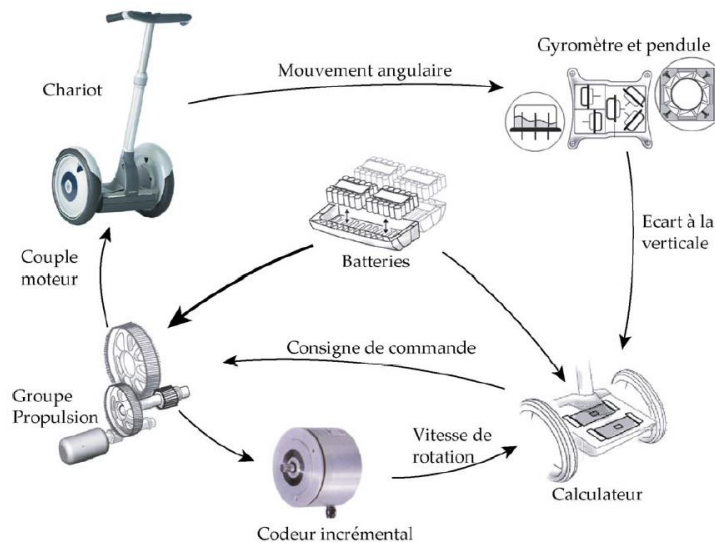 Gyromètre et pendule
Mouvement angulaire
Chariot
Ecart à la
verticale
Couple
moteur
Batteries
Consigne de commande
Groupe
Propulsion
Vitesse de
rotation
Calculateur
Codeur incrémental